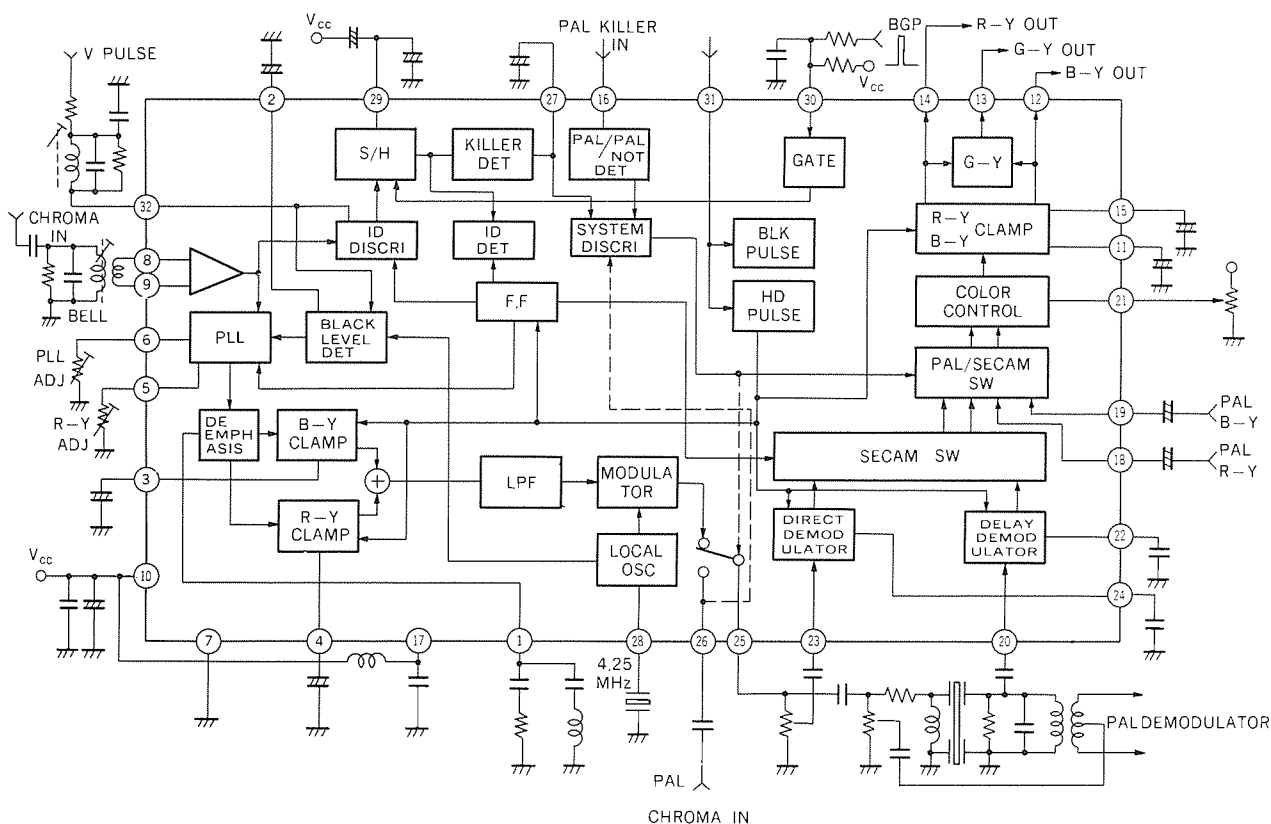 Vcc
PAL KILLER
IN
BGP
R-Y OUT
G-Y OUT
B-Y OUT
V PULSE
Vcc
2
29
27
16
31
30
14
13
12
S/H
KILLER
DET
PAL/PAL
NOT
DET
GATE
G-Y
32
CHROMA
IN
ID
DISCRI
ID
DET
SYSTEM
DISCRI
BLK
PULSE
R-Y
B-Y
CLAMP
15
11
8
9
BELL
F.F
HD
PULSE
COLOR
CONTROL
21
6
PLL
BLACK
LEVEL
DET
PLL
ADJ
PAL/SECAM
SW
5
R-Y
ADJ
DE
EMPH
ASIS
B-Y
CLAMP
19
PAL
B-Y
SECAM SW
18
PAL
R-Y
3
+
LPF
MODULA
TOR
R-Y
CLAMP
DIRECT
DEMOD
ULATOR
DELAY
DEMOD
ULATOR
22
Vcc
10
LOCAL
OSC
24
7
4
17
1
28
26
25
23
20
4.25
MHz
PAL DEMODULATOR
PAL
CHROMA IN